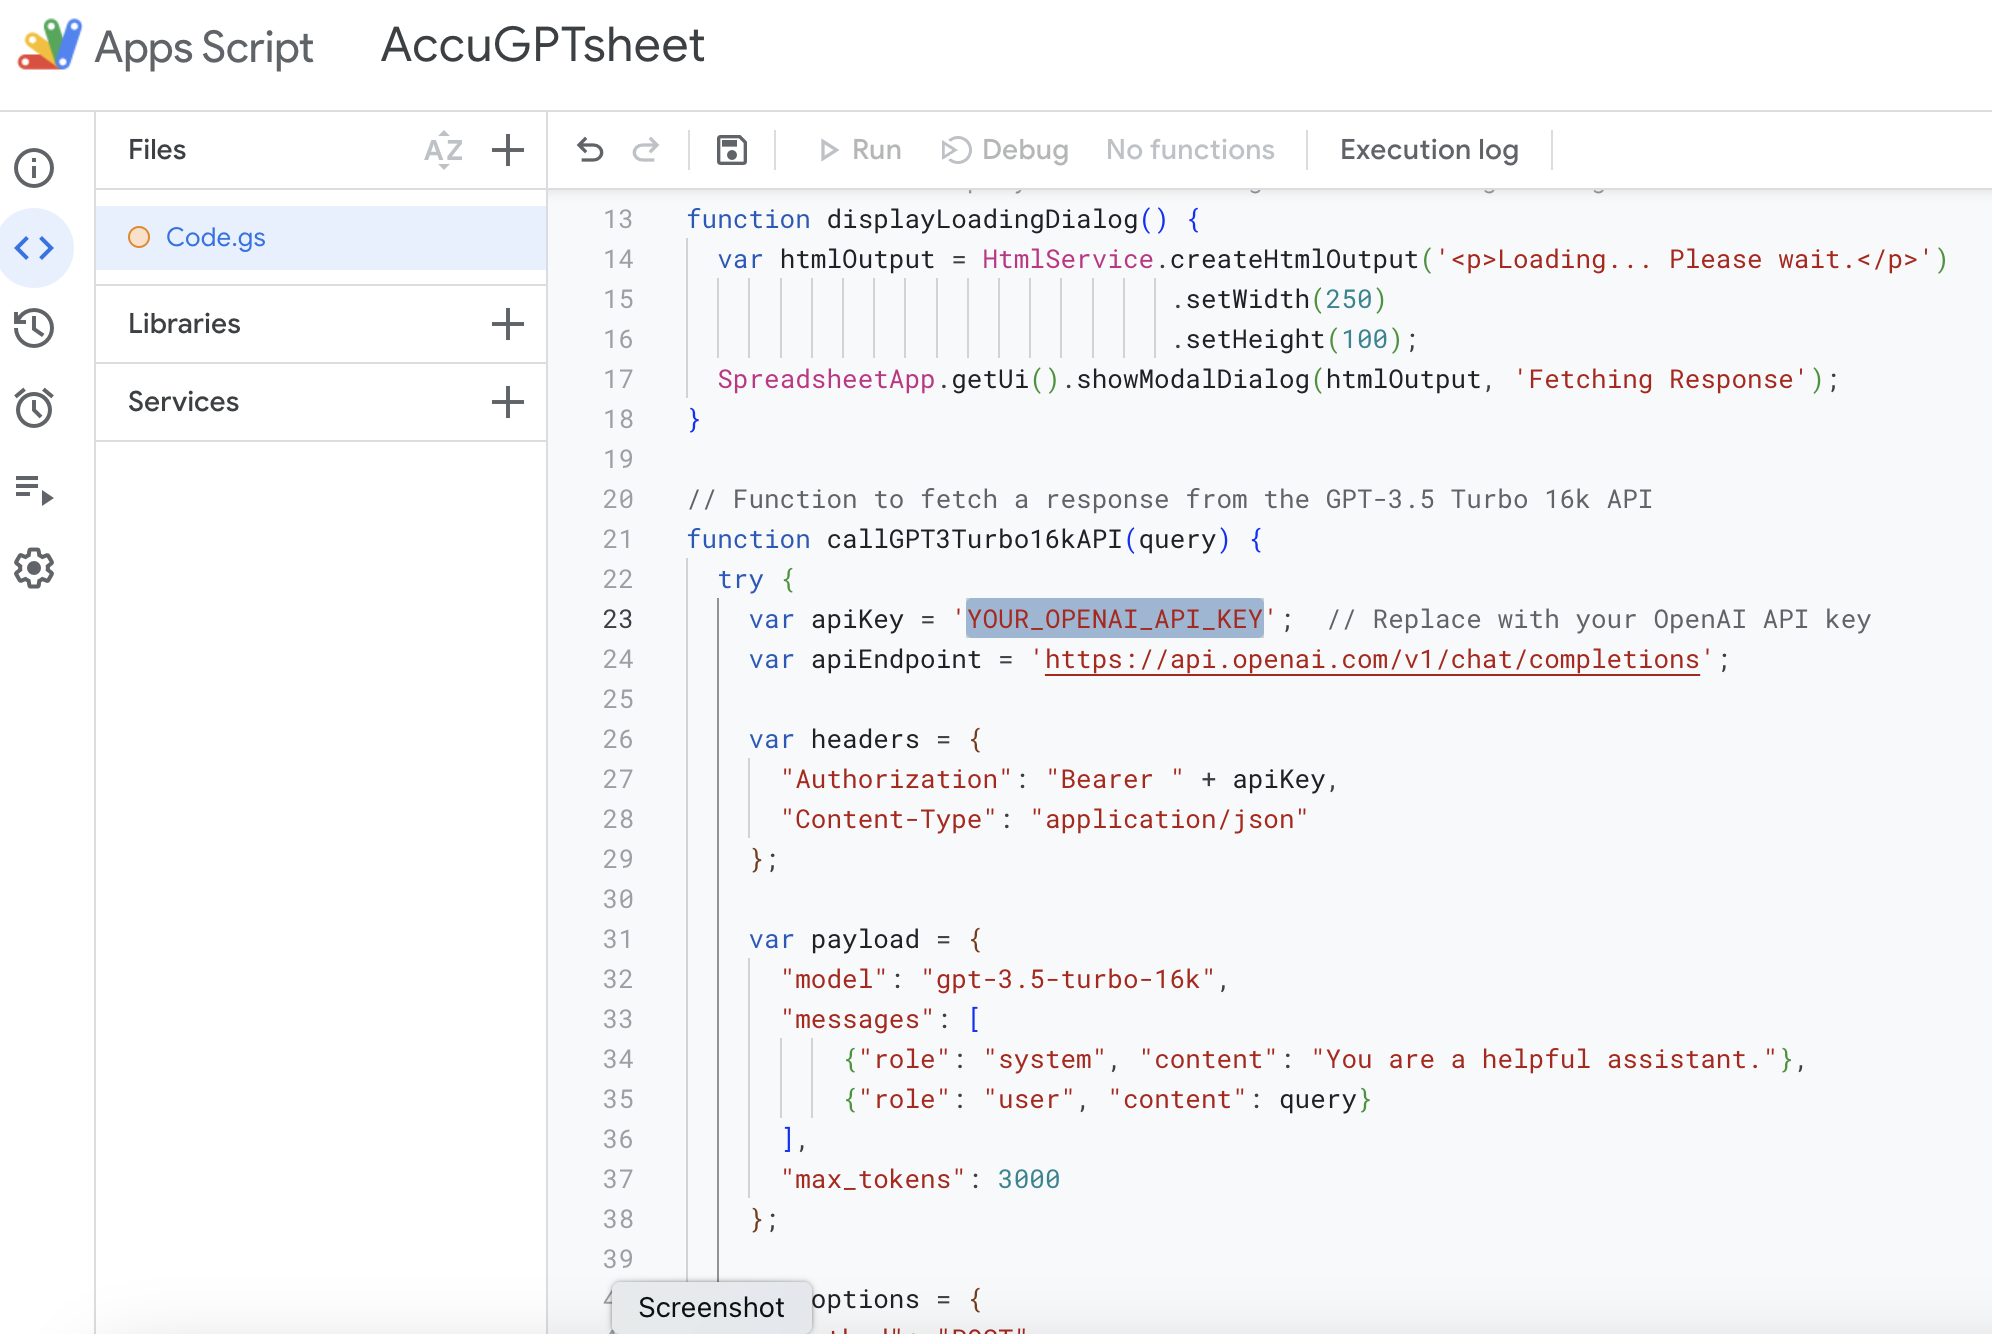 Apps Script AccuGPTsheet
Files AZ
Run Debug No functions Execution log
Code.gs
Libraries
Services
13 function displayLoadingDialog() {
14 var htmlOutput = HtmlService.createHtmlOutput('<p>Loading... Please wait.</p>')
15 .setWidth(250)
16 .setHeight(100);
17 SpreadsheetApp.getUi().showModalDialog(htmlOutput, 'Fetching Response');
18 }
19
20 // Function to fetch a response from the GPT-3.5 Turbo 16k API
21 function callGPT3Turbo16kAPI(query) {
22 try {
23 var apiKey = 'YOUR_OPENAI_API_KEY'; // Replace with your OpenAI API key
24 var apiEndpoint = 'https://api.openai.com/v1/chat/completions';
25
26 var headers = {
27 "Authorization": "Bearer " + apiKey,
28 "Content-Type": "application/json"
29 };
30
31 var payload = {
32 "model": "gpt-3.5-turbo-16k",
33 "messages": [
34 {"role": "system", "content": "You are a helpful assistant."},
35 {"role": "user", "content": query}
36 ],
37 "max_tokens": 3000
38 };
39
options = {
Screenshot
"POST"